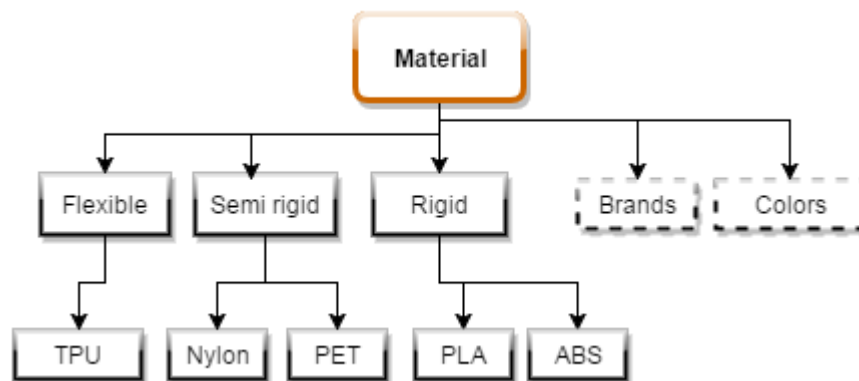 Material
Flexible
Semi rigid
Rigid
Brands
Colors
TPU
Nylon
PET
PLA
ABS